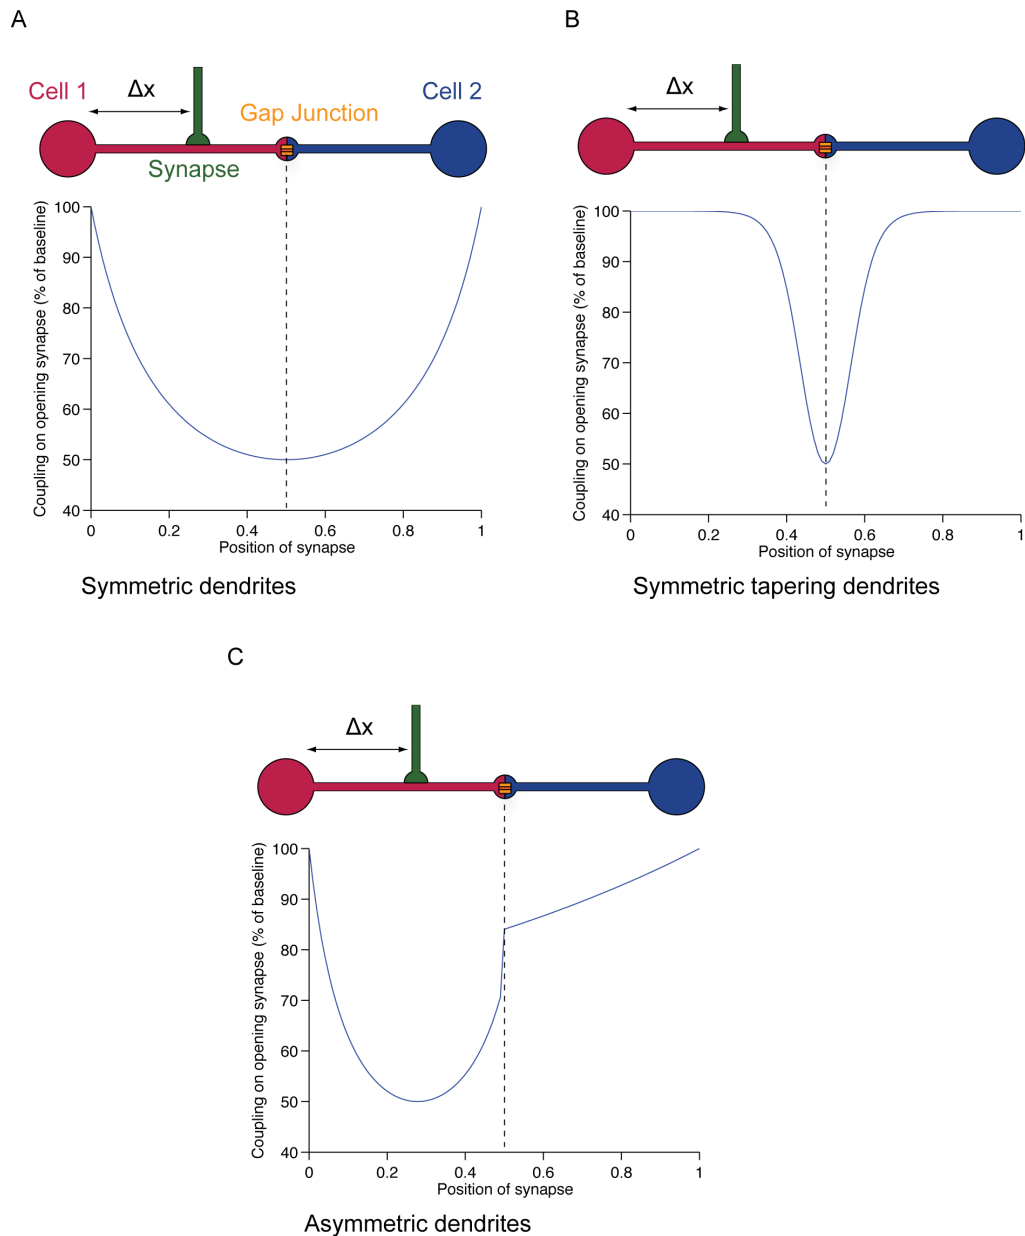 A
Cell 1
Δx
Gap Junction
Cell 2
Synapse
Coupling on opening synapse (% of baseline)
100
90
80
70
60
50
40
0
0.2
0.4
0.6
0.8
1
Position of synapse
Symmetric dendrites
B
Δx
Coupling on opening synapse (% of baseline)
100
90
80
70
60
50
40
0
0.2
0.4
0.6
0.8
1
Position of synapse
Symmetric tapering dendrites
C
Δx
Coupling on opening synapse (% of baseline)
100
90
80
70
60
50
40
0
0.2
0.4
0.6
0.8
1
Position of synapse
Asymmetric dendrites